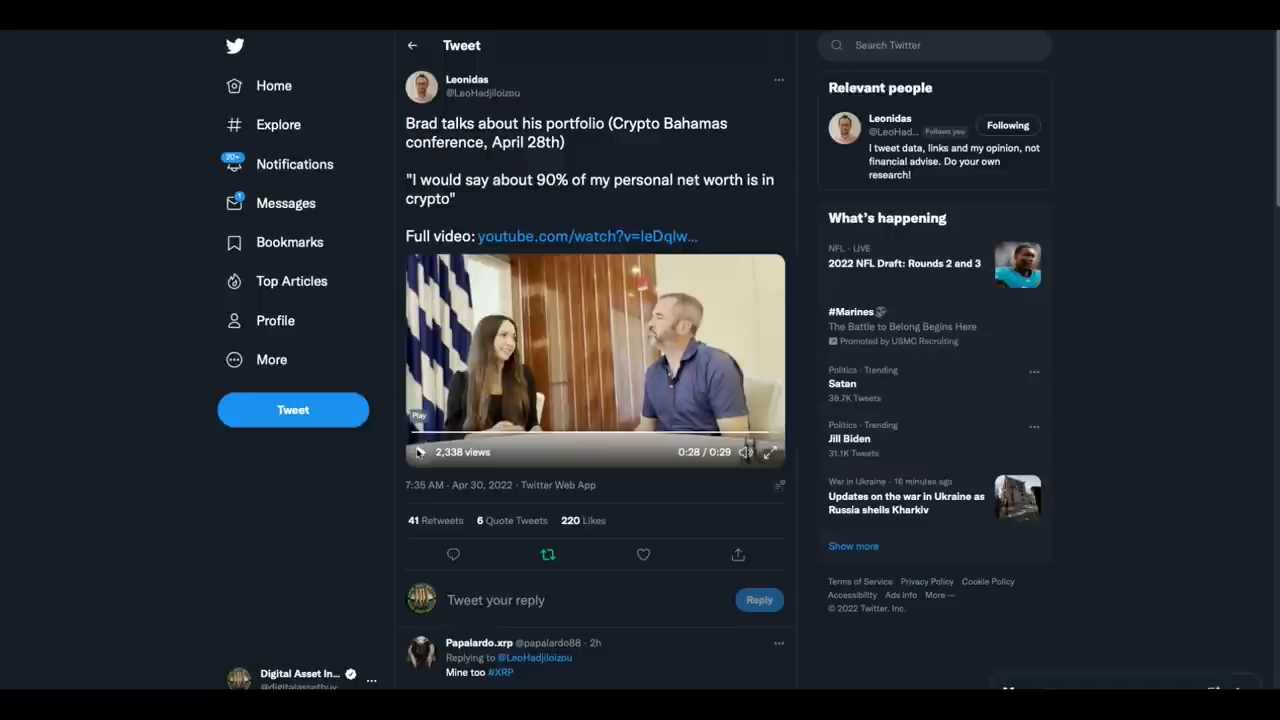 Home
Explore
20+
Notifications
1
Messages
Bookmarks
Top Articles
Profile
More
Tweet
Digital Asset In...
@digitalassetbuy
Tweet
Leonidas
@LeoHadjiloizou
Brad talks about his portfolio (Crypto Bahamas
conference, April 28th)
"I would say about 90% of my personal net worth is in
crypto"
Full video: youtube.com/watch?v=IeDqlw...
Play
2,338 views
0:28 / 0:29
7:35 AM · Apr 30, 2022 · Twitter Web App
41 Retweets 6 Quote Tweets 220 Likes
Tweet your reply
Reply
Papalardo.xrp @papalardo88 · 2h
Replying to @LeoHadjiloizou
Mine too #XRP
Search Twitter
Relevant people
Leonidas
@LeoHad... Follows you
Following
I tweet data, links and my opinion, not
financial advise. Do your own
research!
What's happening
NFL · LIVE
2022 NFL Draft: Rounds 2 and 3
#Marines
The Battle to Belong Begins Here
Promoted by USMC Recruiting
Politics · Trending
Satan
39.7K Tweets
Politics · Trending
Jill Biden
31.1K Tweets
War in Ukraine · 16 minutes ago
Updates on the war in Ukraine as
Russia shells Kharkiv
Show more
Terms of Service Privacy Policy Cookie Policy
Accessibility Ads info More ···
© 2022 Twitter, Inc.